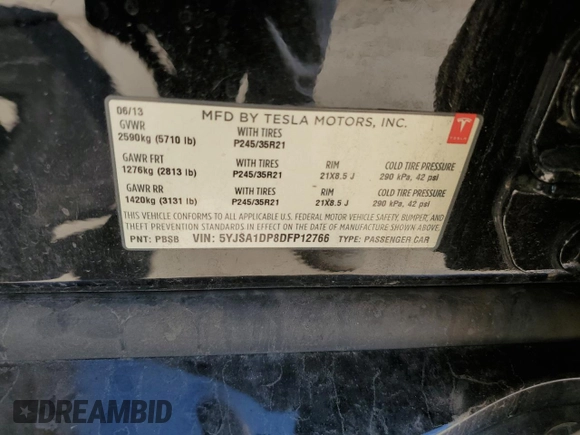 06/13 MFD BY TESLA MOTORS, INC.
TESLA
GVWR WITH TIRES
2590kg (5710 lb) P245/35R21
GAWR FRT WITH TIRES RIM COLD TIRE PRESSURE
1276kg (2813 lb) P245/35R21 21X8.5 J 290 kPa, 42 psi
GAWR RR WITH TIRES RIM COLD TIRE PRESSURE
1420kg (3131 lb) P245/35R21 21X8.5 J 290 kPa, 42 psi
THIS VEHICLE CONFORMS TO ALL APPLICABLE U.S. FEDERAL MOTOR VEHICLE SAFETY, BUMPER, AND
THEFT PREVENTION STANDARDS IN EFFECT ON THE DATE OF MANUFACTURE SHOWN ABOVE.
PNT: PBSB VIN: 5YJSA1DP8DFP12766 TYPE: PASSENGER CAR
DREAMBID